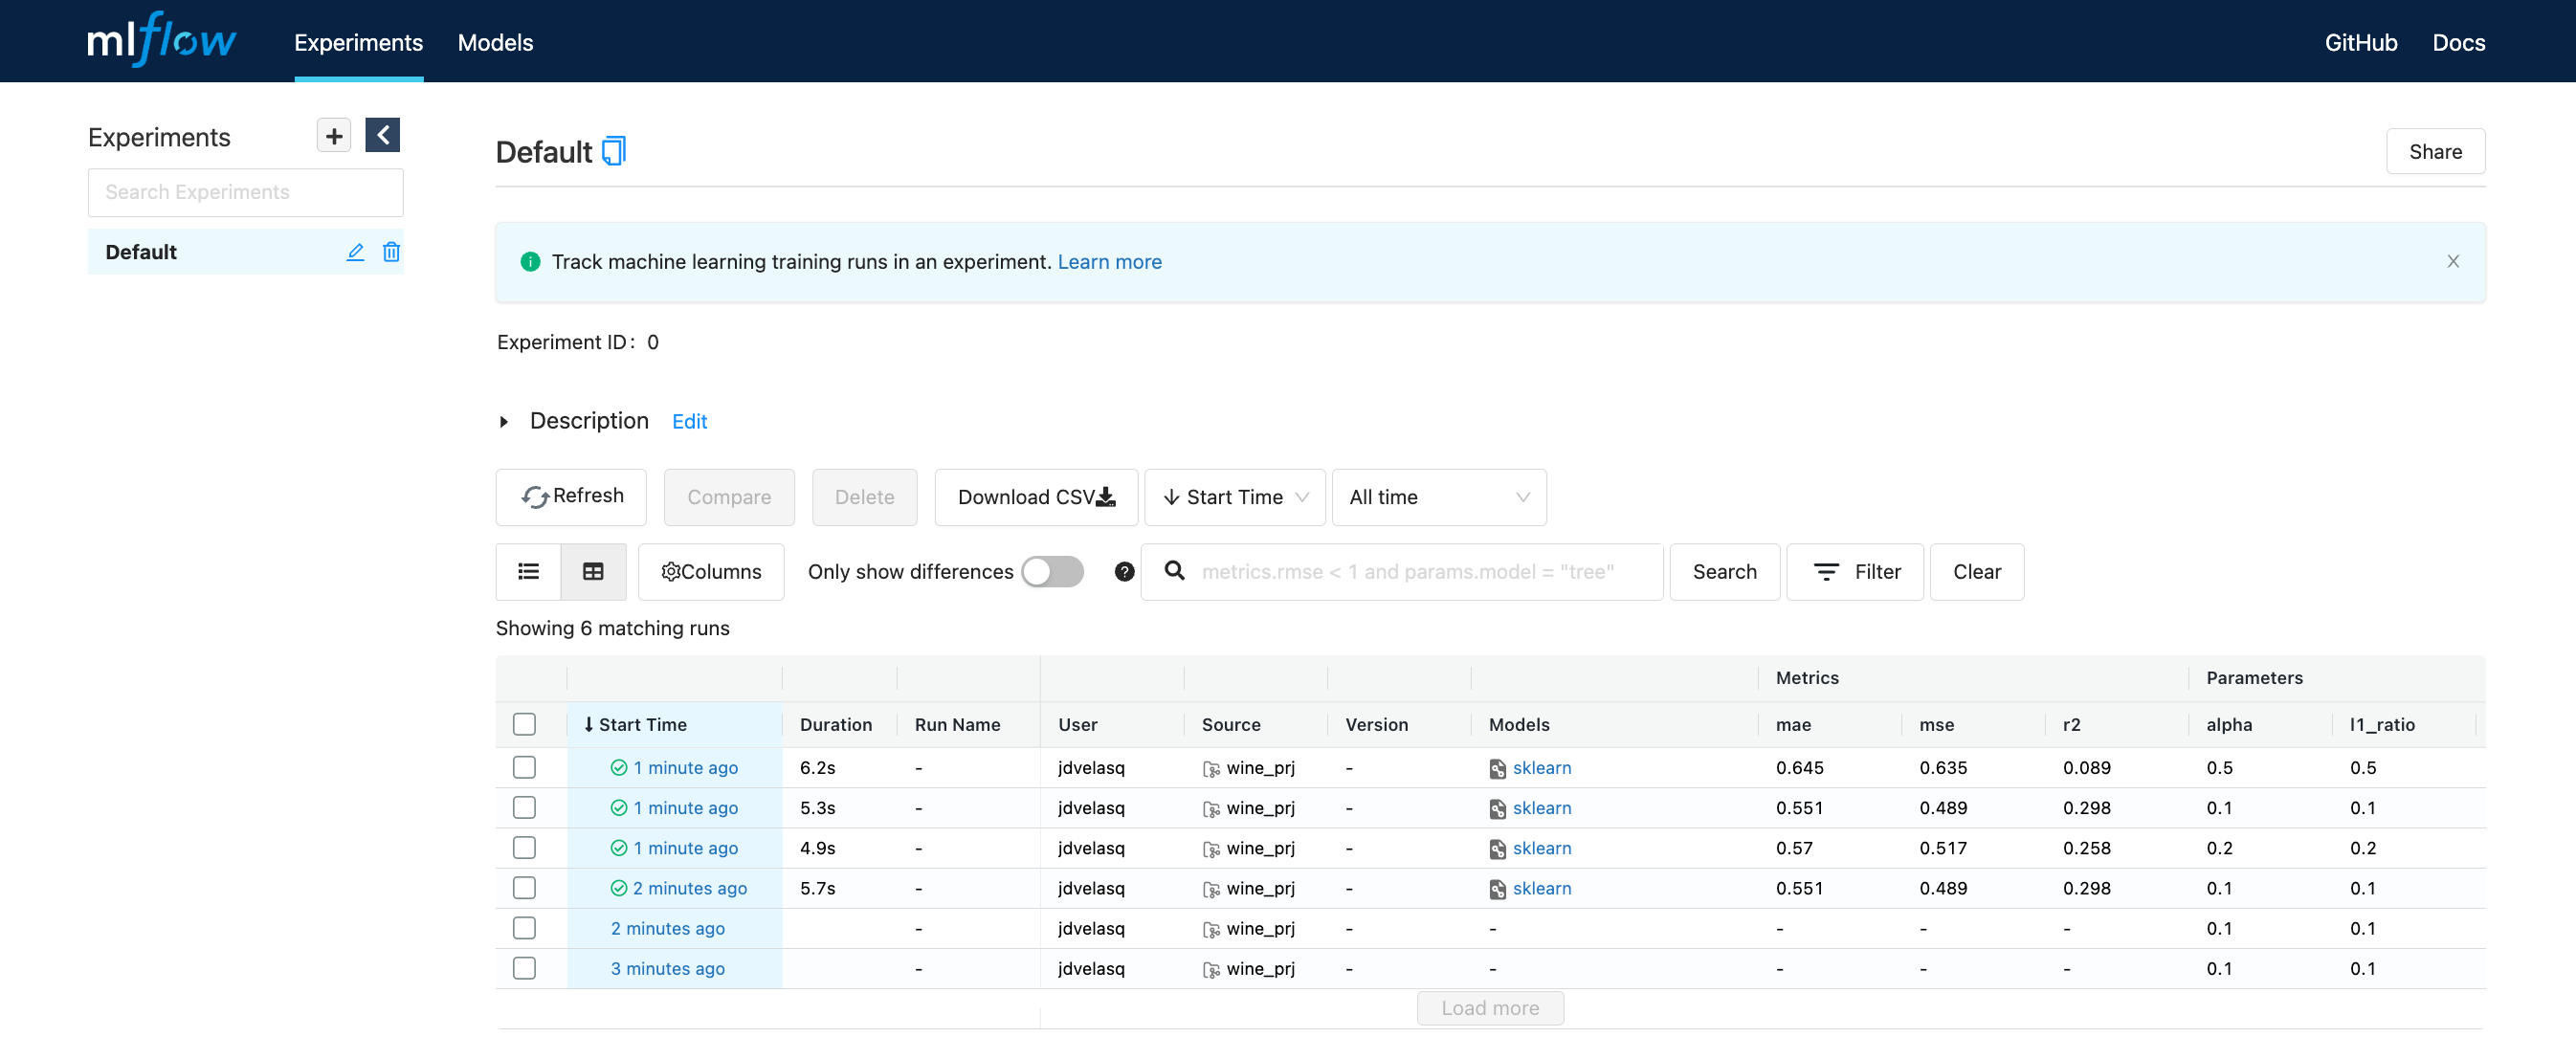 mlflow Experiments Models GitHub Docs
Experiments
Search Experiments
Default
Default
Share
Track machine learning training runs in an experiment. Learn more
Experiment ID: 0
Description Edit
Refresh Compare Delete Download CSV Start Time All time
Columns Only show differences metrics.rmse < 1 and params.model = "tree" Search Filter Clear
Showing 6 matching runs
Metrics Parameters
↓ Start Time Duration Run Name User Source Version Models mae mse r2 alpha l1_ratio
1 minute ago 6.2s - jdvelasq wine_prj - sklearn 0.645 0.635 0.089 0.5 0.5
1 minute ago 5.3s - jdvelasq wine_prj - sklearn 0.551 0.489 0.298 0.1 0.1
1 minute ago 4.9s - jdvelasq wine_prj - sklearn 0.57 0.517 0.258 0.2 0.2
2 minutes ago 5.7s - jdvelasq wine_prj - sklearn 0.551 0.489 0.298 0.1 0.1
2 minutes ago - jdvelasq wine_prj - - - - - 0.1 0.1
3 minutes ago - jdvelasq wine_prj - - - - - 0.1 0.1
Load more